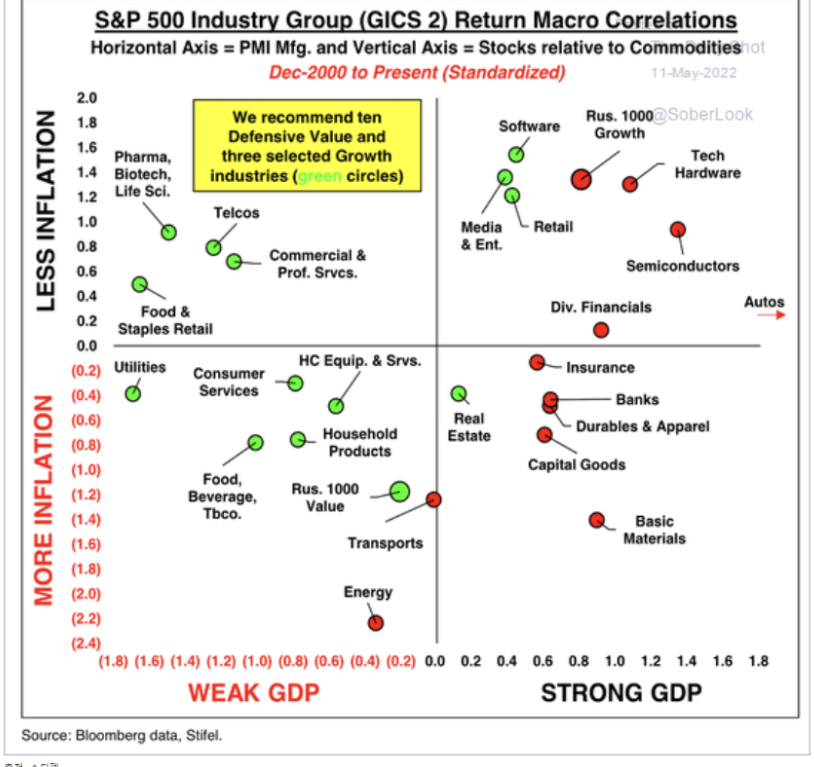 S&P 500 Industry Group (GICS 2) Return Macro Correlations
Horizontal Axis = PMI Mfg. and Vertical Axis = Stocks relative to Commodities
Dec-2000 to Present (Standardized)
11-May-2022
@SoberLook
We recommend ten
Defensive Value and
three selected Growth
industries (green circles)
LESS INFLATION
MORE INFLATION
2.0
1.8
1.6
1.4
1.2
1.0
0.8
0.6
0.4
0.2
0.0
(0.2)
(0.4)
(0.6)
(0.8)
(1.0)
(1.2)
(1.4)
(1.6)
(1.8)
(2.0)
(2.2)
(2.4)
Pharma,
Biotech,
Life Sci.
Telcos
Commercial &
Prof. Srvcs.
Food &
Staples Retail
Software
Rus. 1000
Growth
Tech
Hardware
Media
& Ent.
Retail
Semiconductors
Div. Financials
Autos
Utilities
Consumer
Services
HC Equip. & Srvs.
Household
Products
Food,
Beverage,
Tbco.
Rus. 1000
Value
Transports
Energy
Insurance
Banks
Real
Estate
Durables & Apparel
Capital Goods
Basic
Materials
(1.8) (1.6) (1.4) (1.2) (1.0) (0.8) (0.6) (0.4) (0.2) 0.0 0.2 0.4 0.6 0.8 1.0 1.2 1.4 1.6 1.8
WEAK GDP
STRONG GDP
Source: Bloomberg data, Stifel.